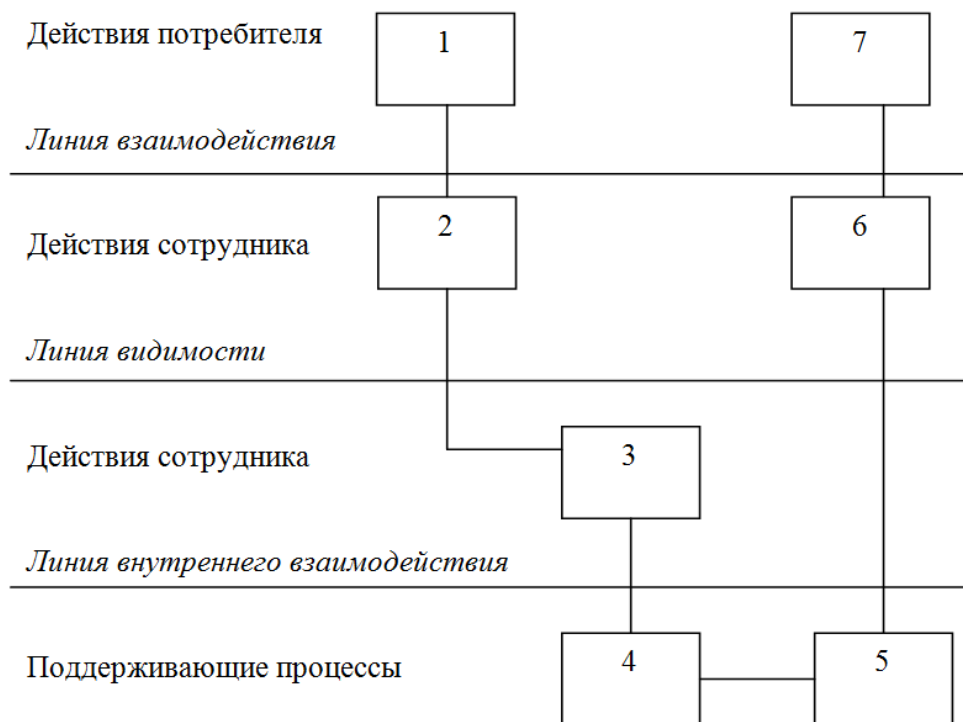 Действия потребителя
1
7
Линия взаимодействия
2
6
Действия сотрудника
Линия видимости
Действия сотрудника
3
Линия внутреннего взаимодействия
Поддерживающие процессы
4
5